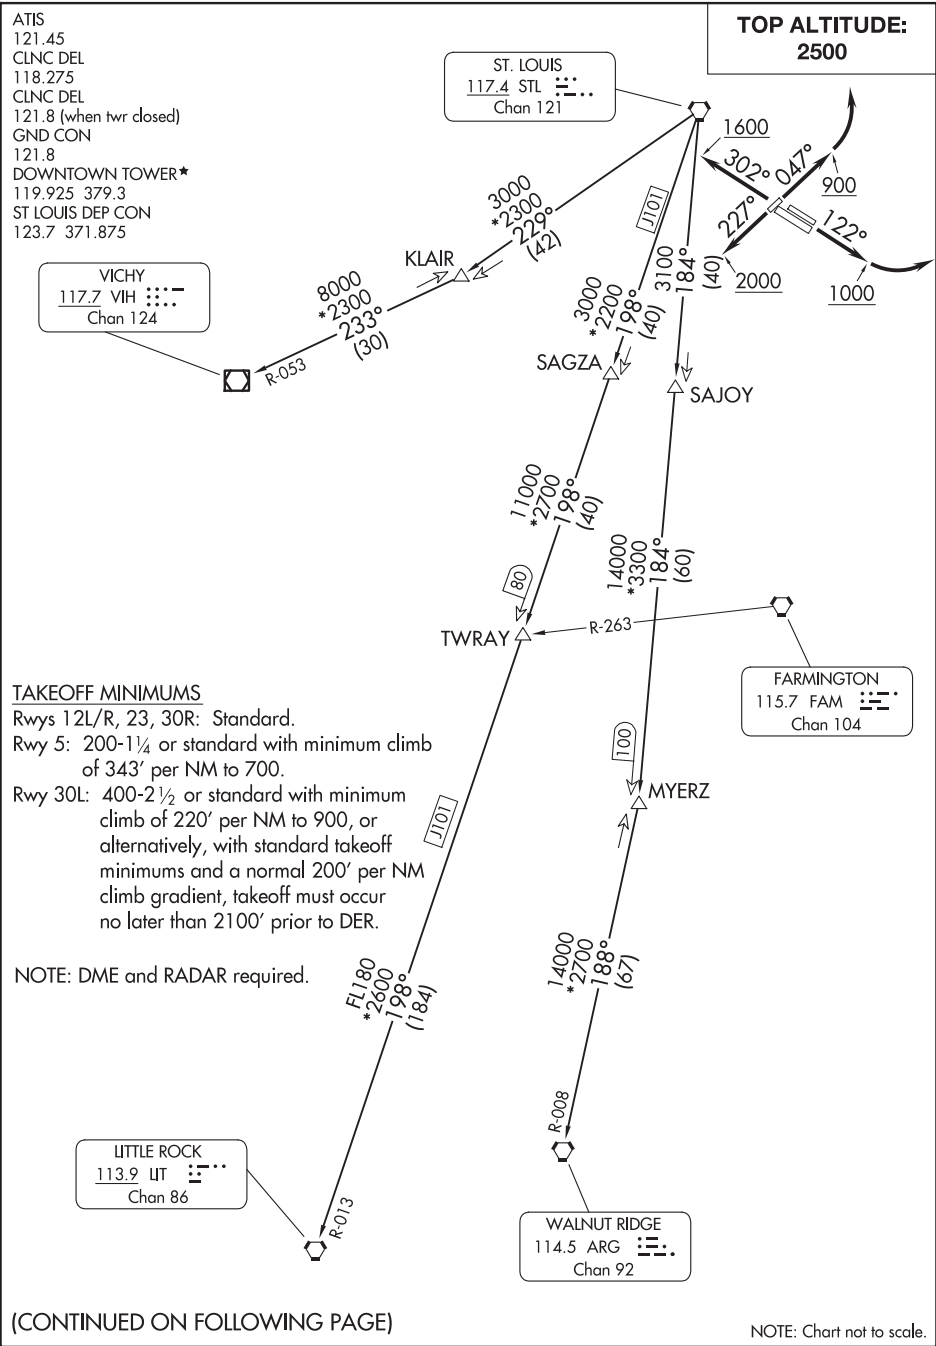 ATIS
121.45
CLNC DEL
118.275
CLNC DEL
121.8 (when twr closed)
GND CON
121.8
DOWNTOWN TOWER★
119.925 379.3
ST LOUIS DEP CON
123.7 371.875
TOP ALTITUDE:
2500
ST. LOUIS
117.4 STL
Chan 121
1600
302°
047°
900
227°
122°
2000
1000
3000
*2300
229°
(42)
J101
3100
184°
(40)
KLAIR
VICHY
117.7 VIH
Chan 124
8000
*2300
233°
(30)
R-053
3000
*2200
198°
(40)
SAGZA
SAJOY
11000
*2700
198°
(40)
14000
*3300
184°
(60)
80
TWRAY
R-263
FARMINGTON
115.7 FAM
Chan 104
TAKEOFF MINIMUMS
Rwys 12L/R, 23, 30R: Standard.
Rwy 5: 200-1¼ or standard with minimum climb
of 343' per NM to 700.
Rwy 30L: 400-2½ or standard with minimum
climb of 220' per NM to 900, or
alternatively, with standard takeoff
minimums and a normal 200' per NM
climb gradient, takeoff must occur
no later than 2100' prior to DER.
100
MYERZ
J101
NOTE: DME and RADAR required.
FL180
*2600
198°
(184)
14000
*2700
188°
(67)
R-008
LITTLE ROCK
113.9 LIT
Chan 86
R-013
WALNUT RIDGE
114.5 ARG
Chan 92
(CONTINUED ON FOLLOWING PAGE)
NOTE: Chart not to scale.